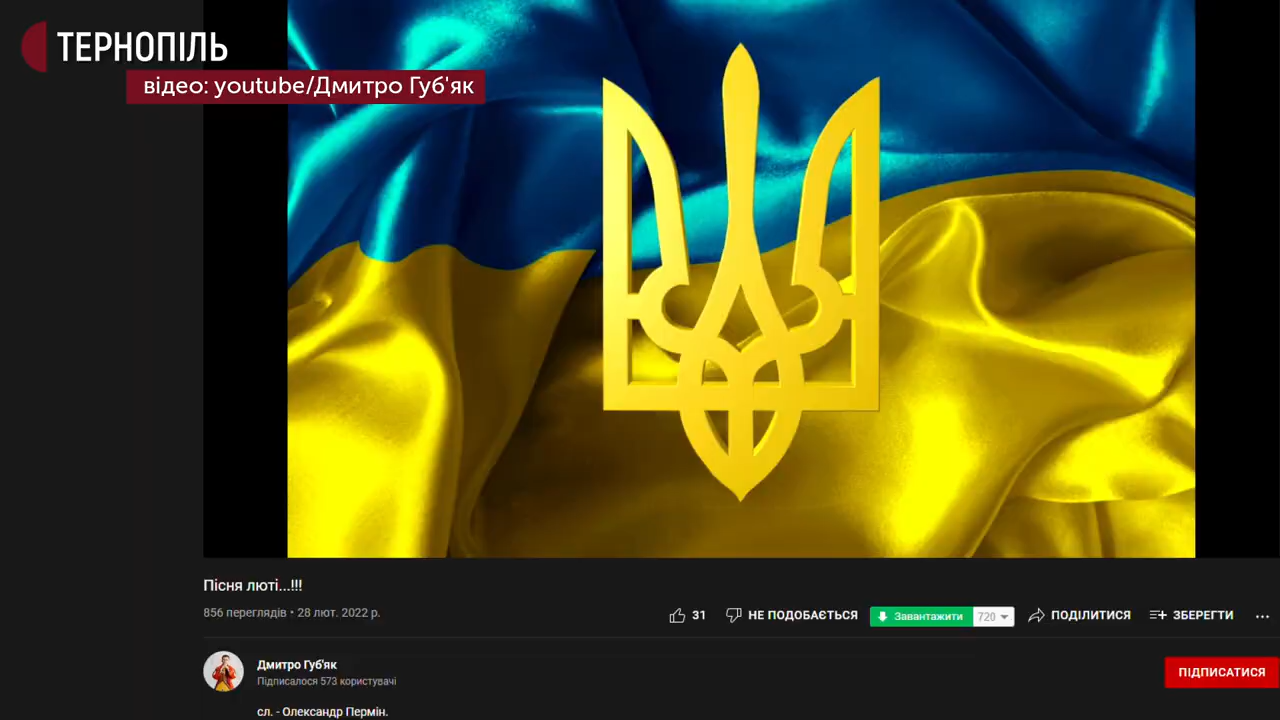 ТЕРНОПІЛЬ
відео: youtube/Дмитро Губ'як
Пісня люті...!!!
856 переглядів • 28 лют. 2022 р.
31 НЕ ПОДОБАЄТЬСЯ Завантажити 720 ПОДІЛИТИСЯ ЗБЕРЕГТИ
Дмитро Губ'як
Підписалося 573 користувачі
ПІДПИСАТИСЯ
сл. - Олександр Пермін.